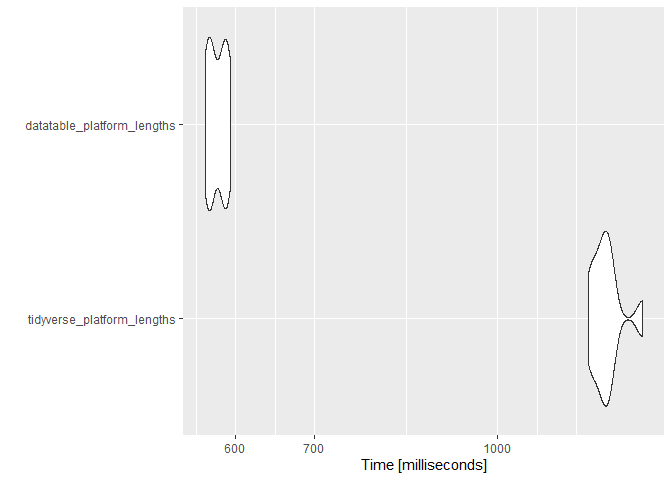 datatable_platform_lengths
tidyverse_platform_lengths
600 700 1000
Time [milliseconds]